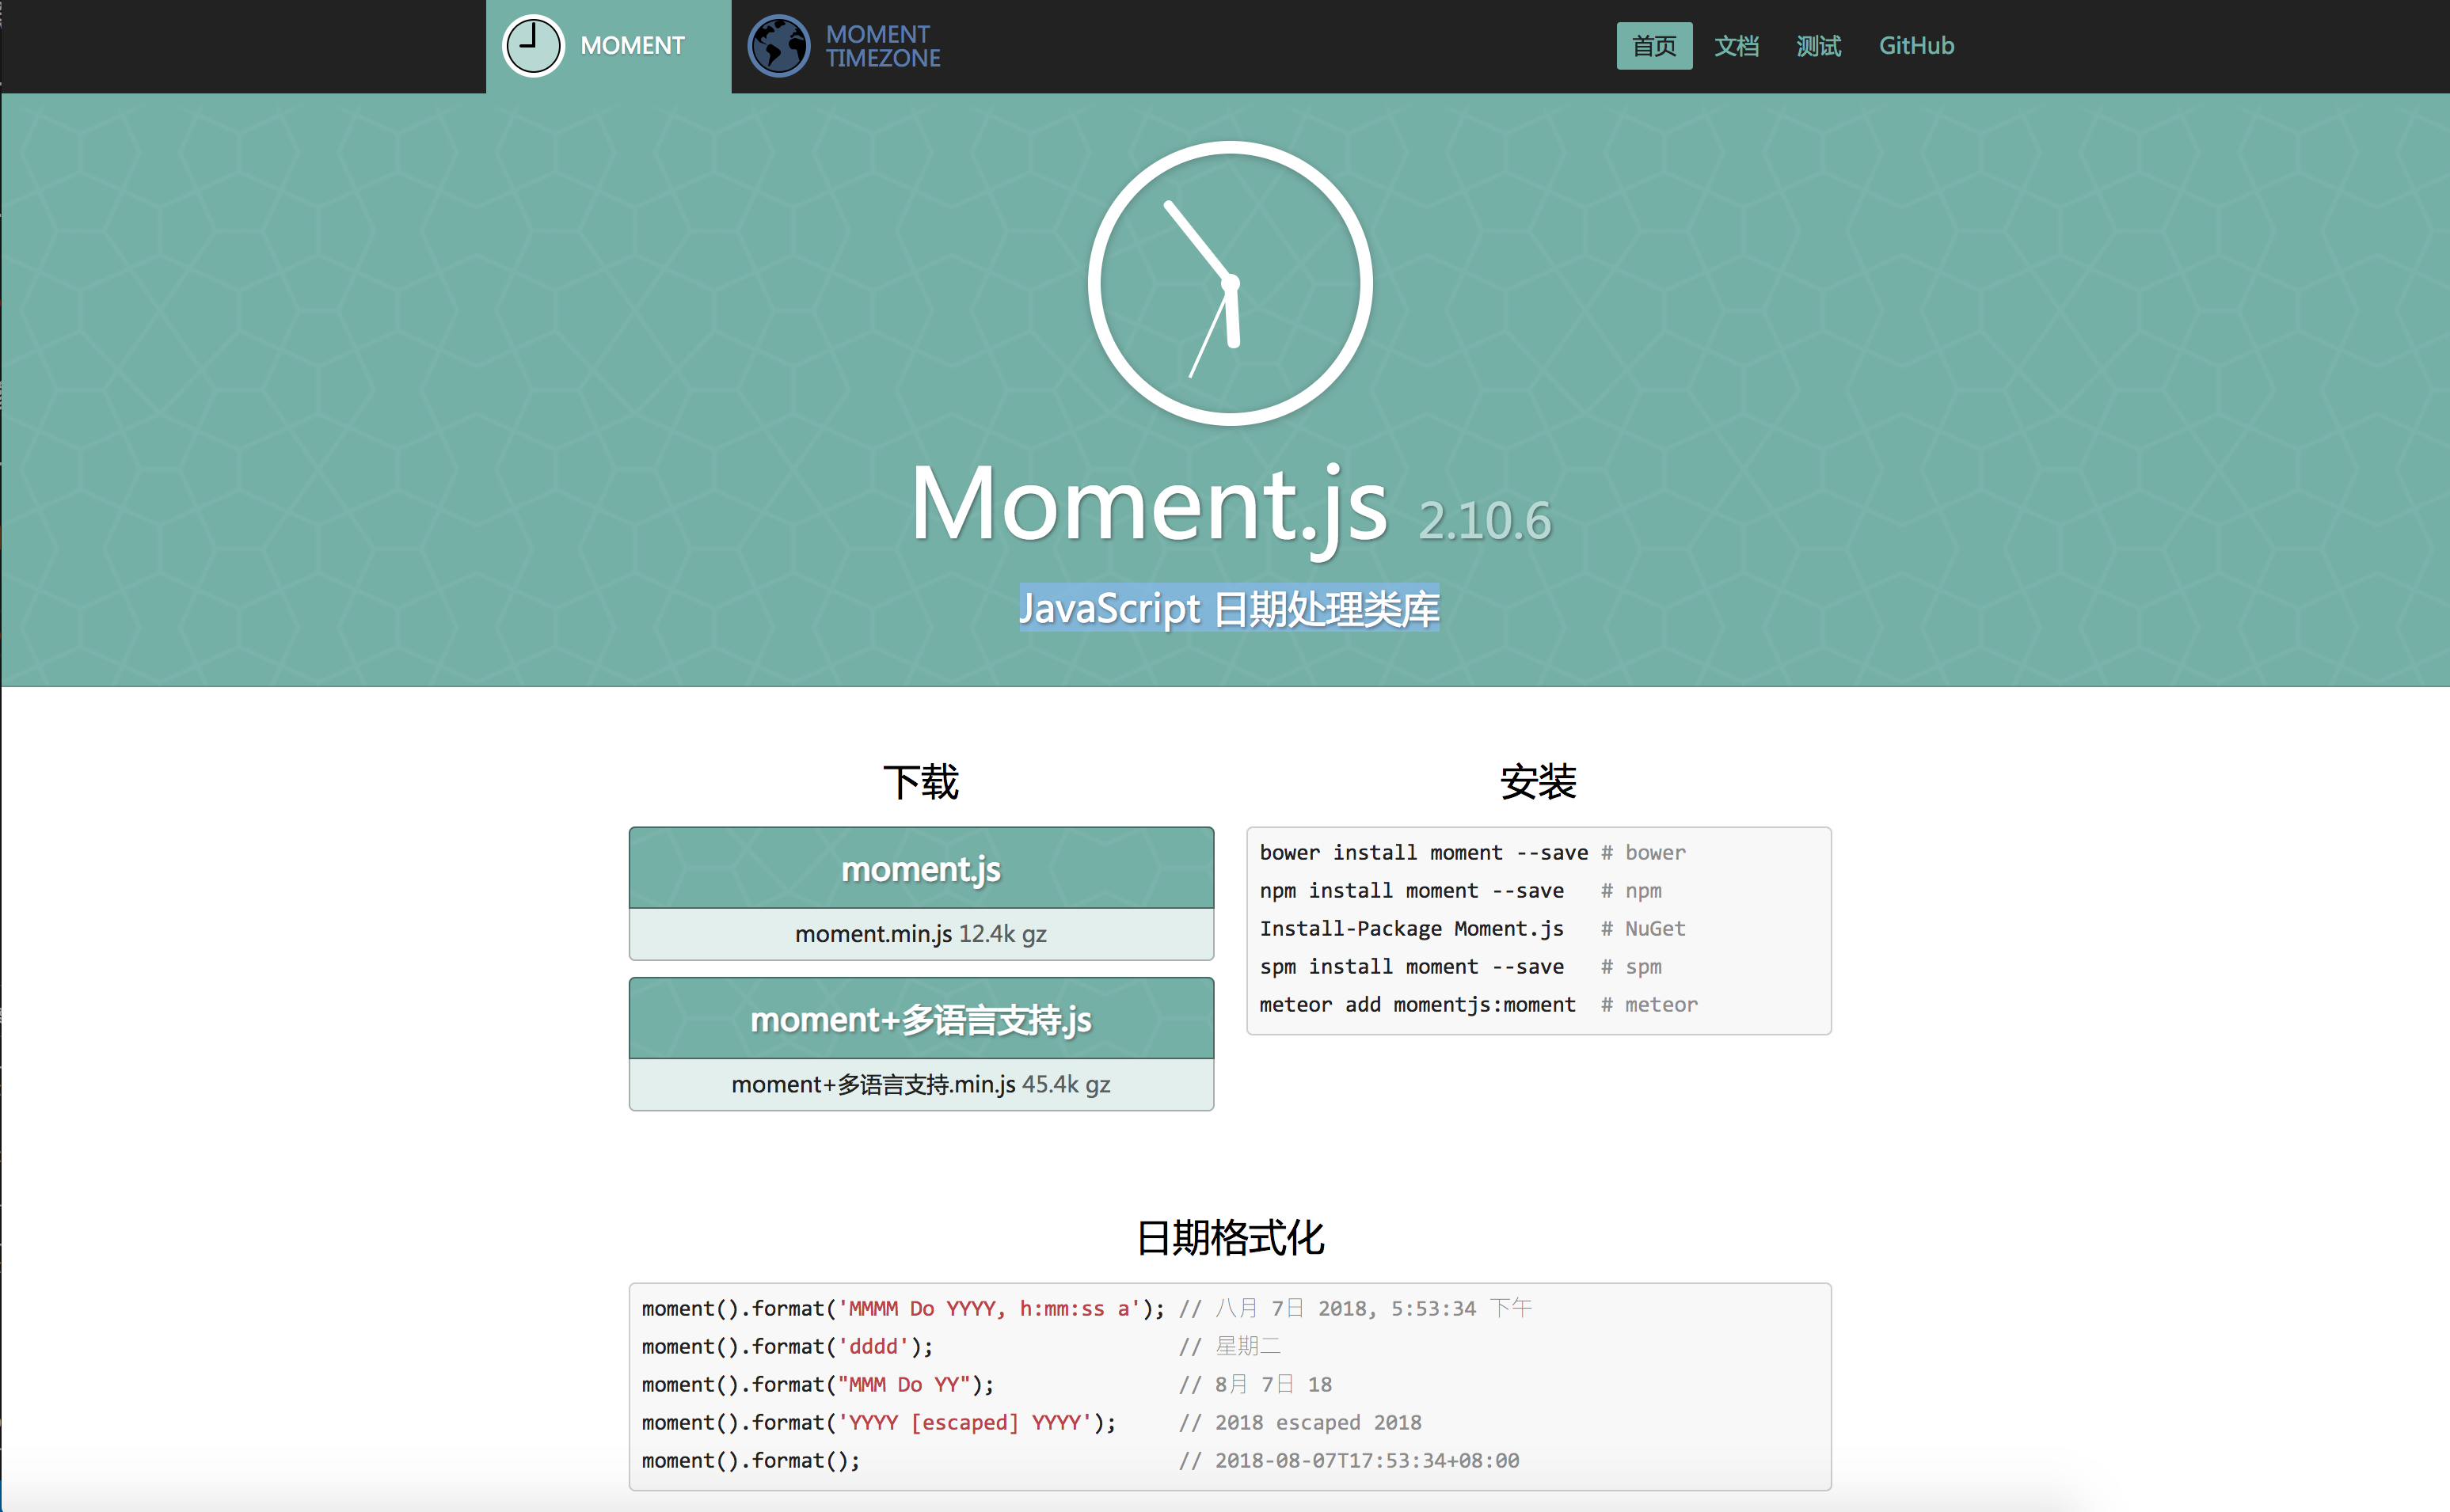 MOMENT
MOMENT
TIMEZONE
首页 文档 测试 GitHub
Moment.js 2.10.6
JavaScript 日期处理类库
下载
moment.js
moment.min.js 12.4k gz
moment+多语言支持.js
moment+多语言支持.min.js 45.4k gz
安装
bower install moment --save # bower
npm install moment --save # npm
Install-Package Moment.js # NuGet
spm install moment --save # spm
meteor add momentjs:moment # meteor
日期格式化
moment().format('MMMM Do YYYY, h:mm:ss a'); // 八月 7日 2018, 5:53:34 下午
moment().format('dddd'); // 星期二
moment().format("MMM Do YY"); // 8月 7日 18
moment().format('YYYY [escaped] YYYY'); // 2018 escaped 2018
moment().format(); // 2018-08-07T17:53:34+08:00